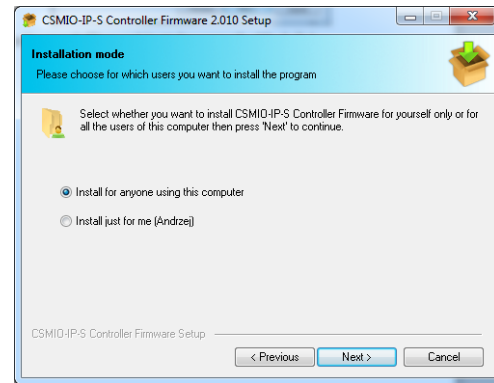 CSMIO-IP-S Controller Firmware 2.010 Setup
Installation mode
Please choose for which users you want to install the program
Select whether you want to install CSMIO-IP-S Controller Firmware for yourself only or for
all the users of this computer then press 'Next' to continue.
Install for anyone using this computer
Install just for me (Andrzej)
CSMIO-IP-S Controller Firmware Setup
< Previous
Next >
Cancel